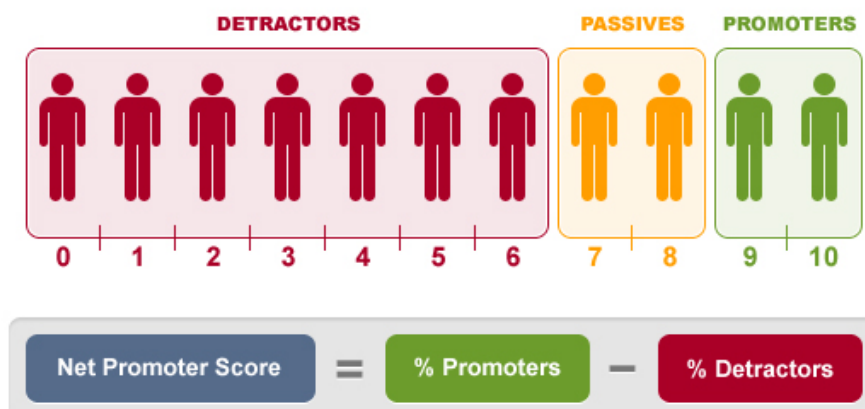 DETRACTORS PASSIVES PROMOTERS
0 1 2 3 4 5 6 7 8 9 10
Net Promoter Score = % Promoters − % Detractors